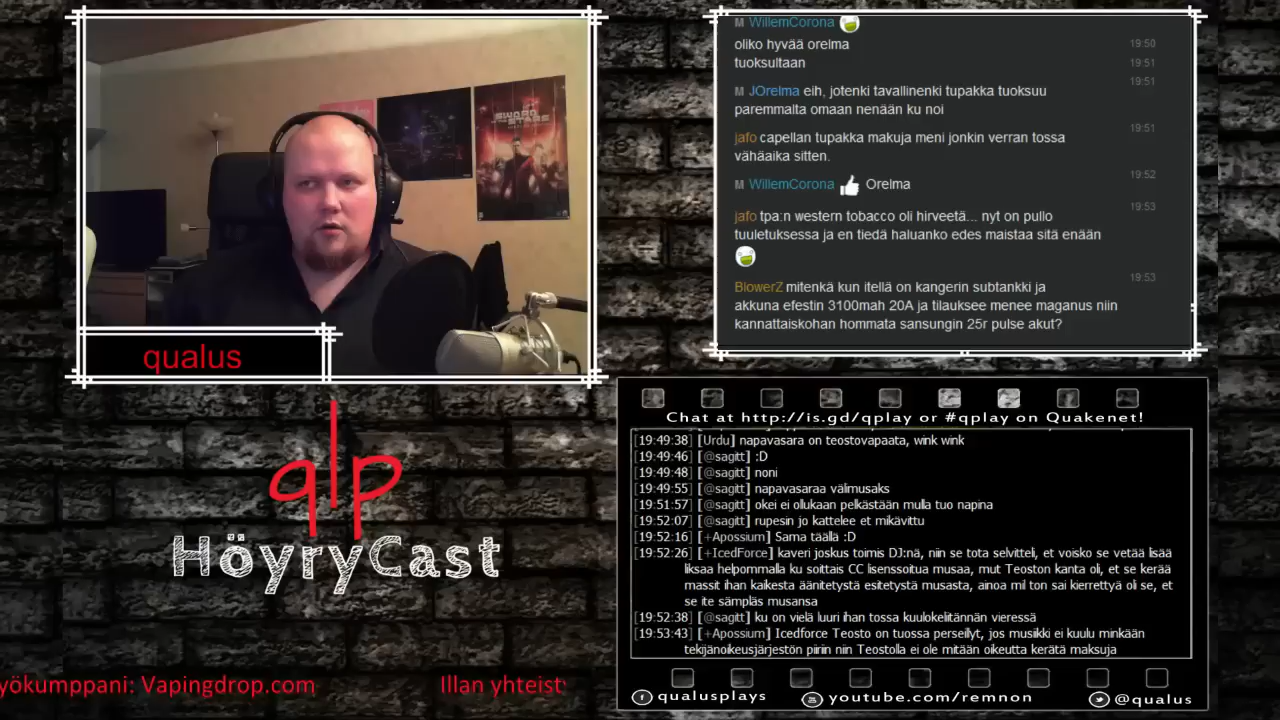 SWORD
STARS
qualus
qlp
HöyryCast
yökumppani: Vapingdrop.com
Illan yhteist
M WillemCorona
oliko hyvää orelma 19:50
tuoksultaan 19:51
19:51
M JOrelma eih, jotenki tavallinenki tupakka tuoksuu
paremmalta omaan nenään ku noi
19:51
jafo capellan tupakka makuja meni jonkin verran tossa
vähäaika sitten.
19:52
M WillemCorona Orelma
19:53
jafo tpa:n western tobacco oli hirveetä... nyt on pullo
tuuletuksessa ja en tiedä haluanko edes maistaa sitä enään
19:53
BlowerZ mitenkä kun itellä on kangerin subtankki ja
akkuna efestin 3100mah 20A ja tilauksee menee maganus niin
kannattaiskohan hommata sansungin 25r pulse akut?
Chat at http://is.gd/qplay or #qplay on Quakenet!
[19:49:38] [Urdu] napavasara on teostovapaata, wink wink
[19:49:46] [@sagitt] :D
[19:49:48] [@sagitt] noni
[19:49:55] [@sagitt] napavasaraa välimusaks
[19:51:57] [@sagitt] okei ei ollukaan pelkästään mulla tuo napina
[19:52:07] [@sagitt] rupesin jo kattelee et mikävittu
[19:52:16] [+Apossium] Sama täällä :D
[19:52:26] [+IcedForce] kaveri joskus toimis DJ:nä, niin se tota selvitteli, et voisko se vetää lisää
liksaa helpommalla ku soittais CC lisenssoitua musaa, mut Teoston kanta oli, et se kerää
massit ihan kaikesta äänitetystä esitetystä musasta, ainoa mil ton sai kierrettyä oli se, et
se ite sämpläs musansa
[19:52:38] [@sagitt] ku on vielä luuri ihan tossa kuulokeliitännän vieressä
[19:53:43] [+Apossium] Icedforce Teosto on tuossa perseillyt, jos musiikki ei kuulu minkään
tekijänoikeusjärjestön piiriin niin Teostolla ei ole mitään oikeutta kerätä maksuja
qualusplays
youtube.com/remnon
@qualus